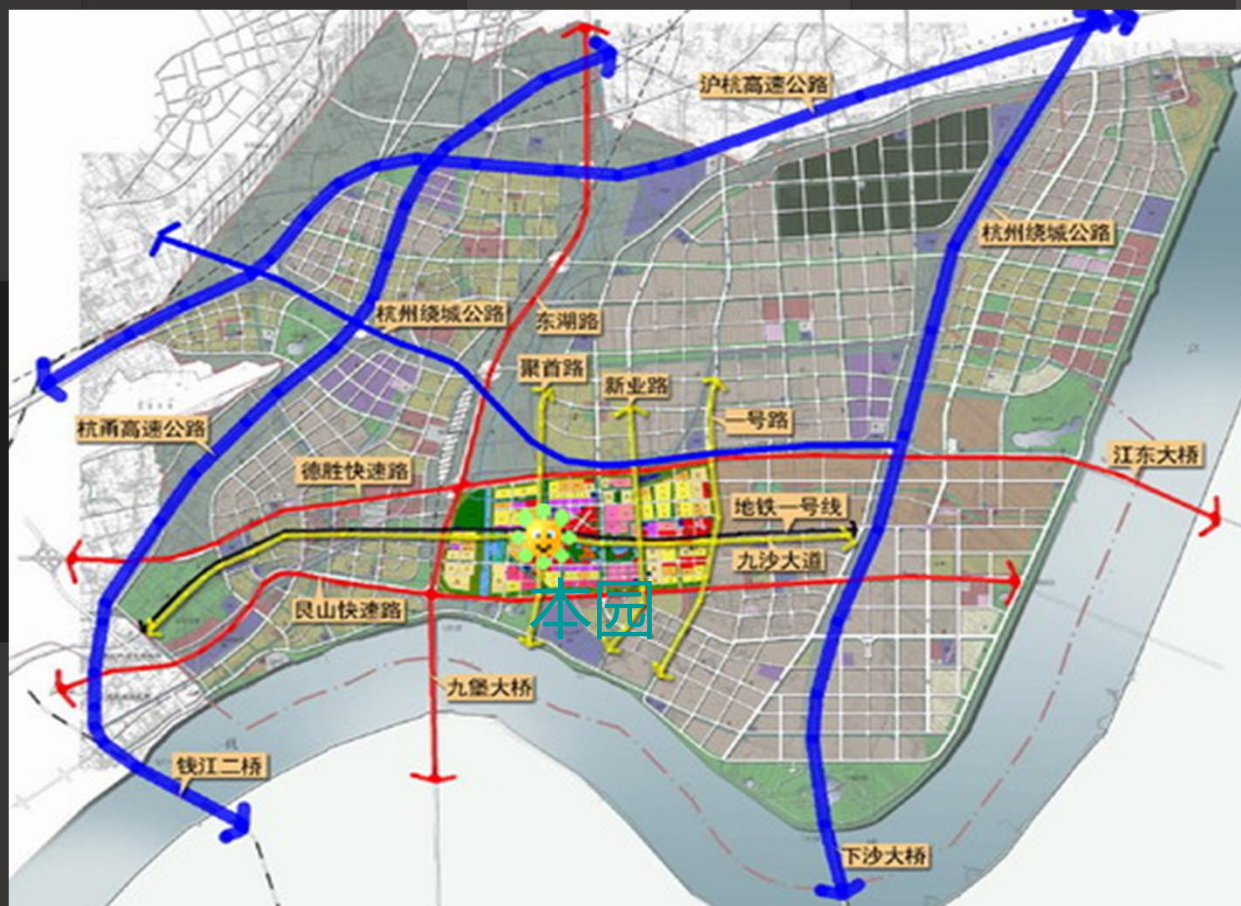 沪杭高速公路
杭州绕城公路
杭州绕城公路
东湖路
聚首路
新业路
一号路
杭甬高速公路
江东大桥
德胜快速路
地铁一号线
九沙大道
本园
艮山快速路
九堡大桥
钱江二桥
下沙大桥